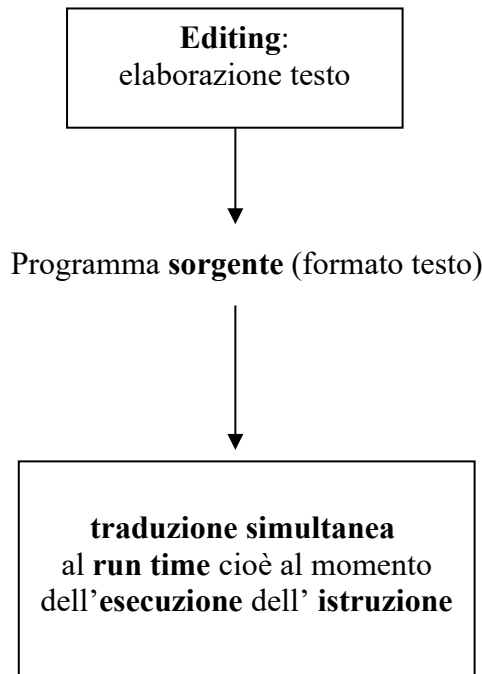 Editing:
elaborazione testo
Programma sorgente (formato testo)
traduzione simultanea
al run time cioè al momento
dell’esecuzione dell’ istruzione